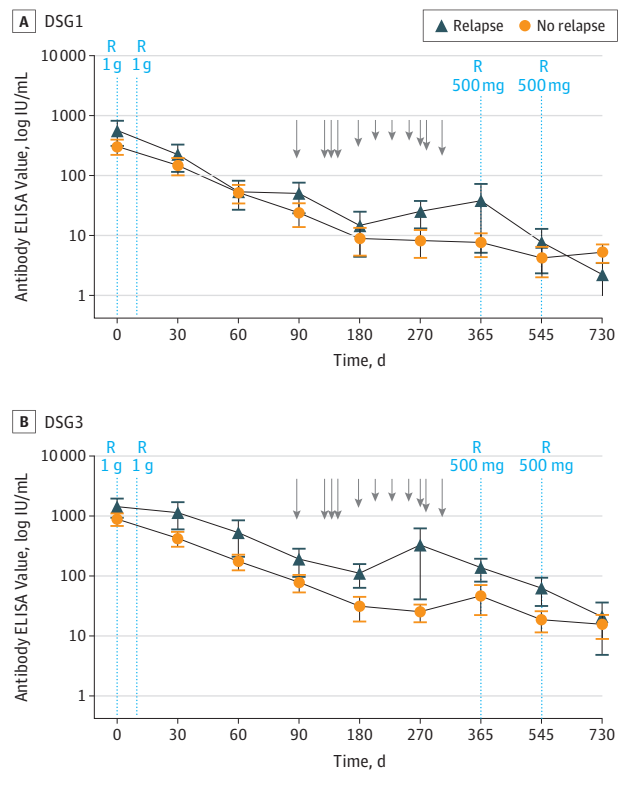 A DSG1
Relapse No relapse
R R R R
1 g 1 g 500 mg 500 mg
Antibody ELISA Value, log IU/mL
10 000
1000
100
10
1
0 30 60 90 180 270 365 545 730
Time, d
B DSG3
R R R R
1 g 1 g 500 mg 500 mg
Antibody ELISA Value, log IU/mL
10 000
1000
100
10
1
0 30 60 90 180 270 365 545 730
Time, d